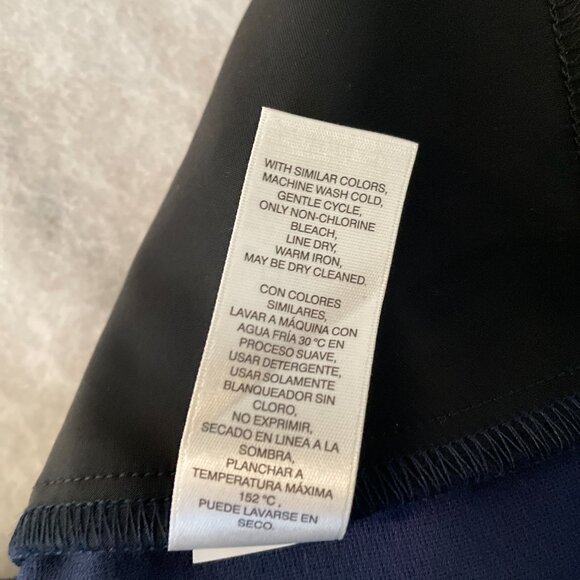 WITH SIMILAR COLORS,
MACHINE WASH COLD,
GENTLE CYCLE,
ONLY NON-CHLORINE
BLEACH,
LINE DRY,
WARM IRON,
MAY BE DRY CLEANED.
CON COLORES
SIMILARES,
LAVAR A MÁQUINA CON
AGUA FRÍA 30 °C EN
PROCESO SUAVE,
USAR DETERGENTE,
USAR SOLAMENTE
BLANQUEADOR SIN
CLORO,
NO EXPRIMIR,
SECADO EN LINEA A LA
SOMBRA,
PLANCHAR A
TEMPERATURA MÁXIMA
152 °C,
PUEDE LAVARSE EN
SECO.